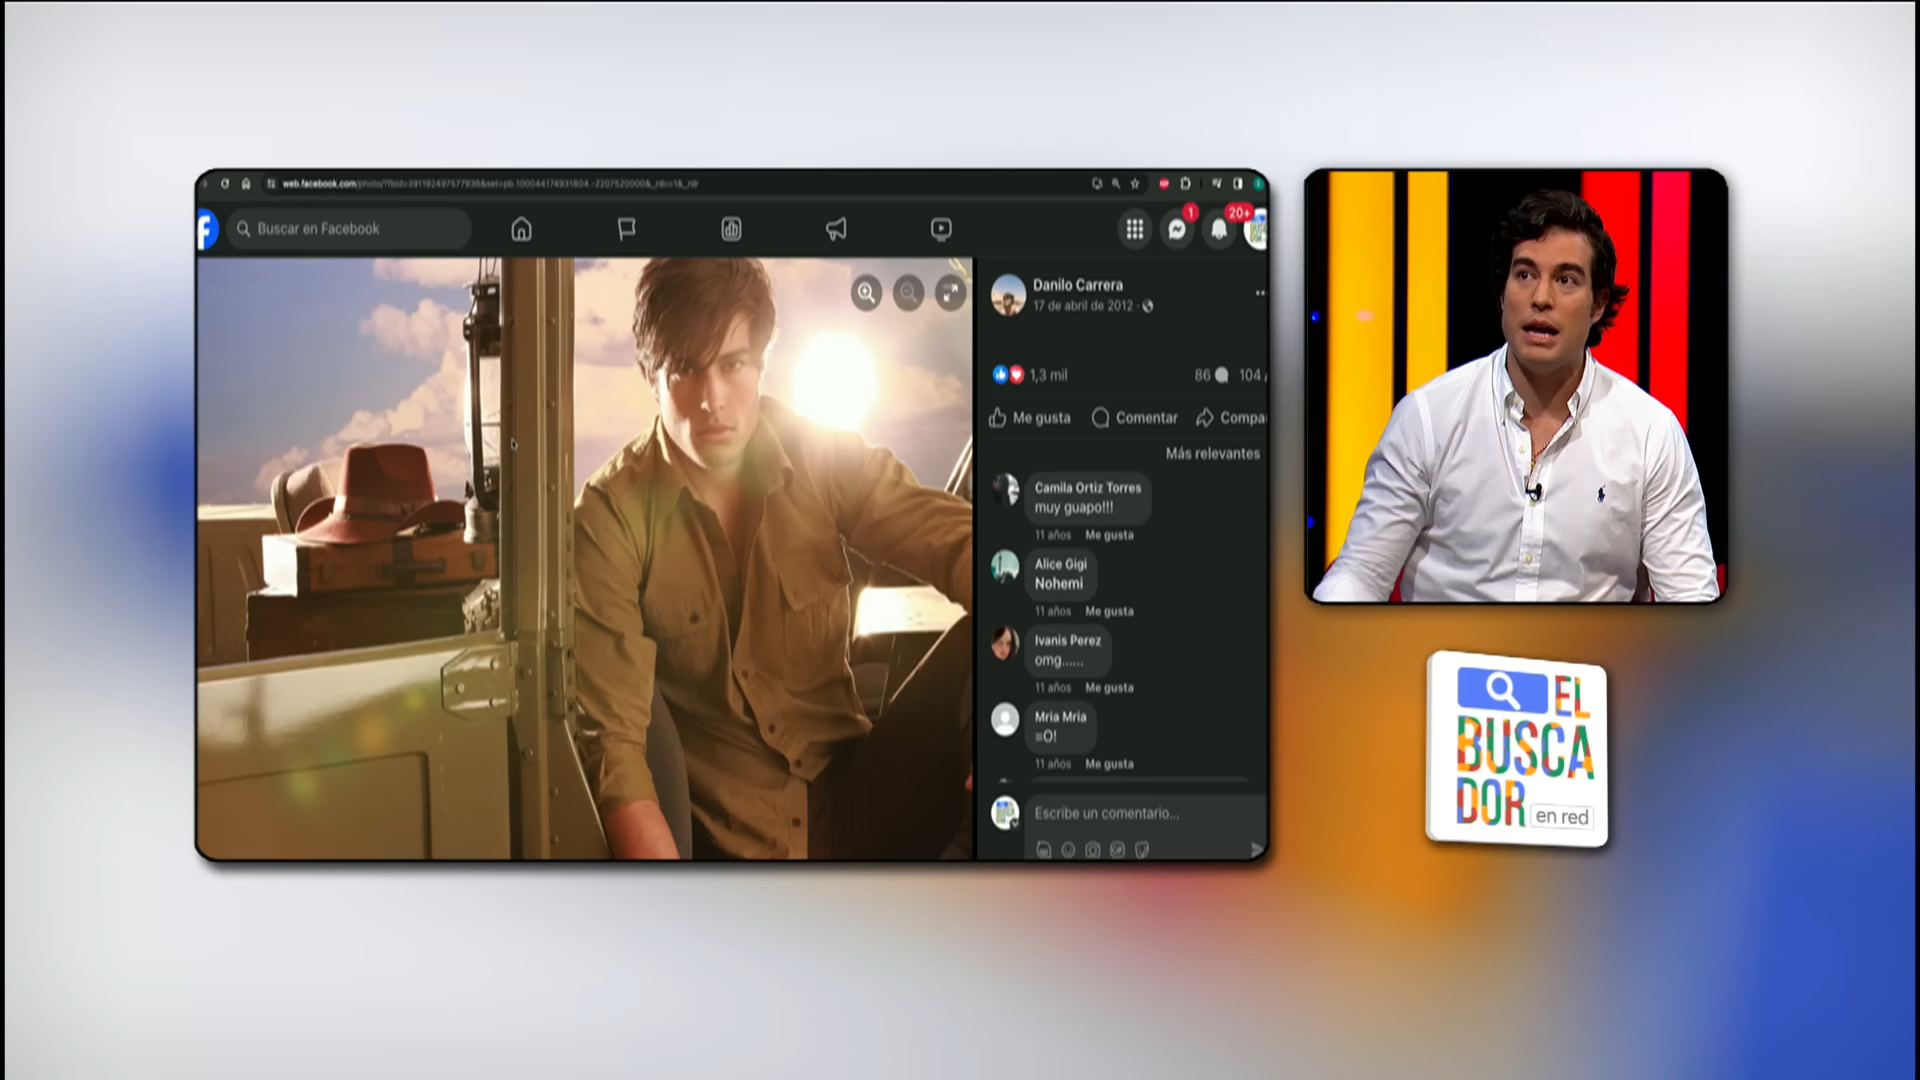 web.facebook.com
Buscar en Facebook
1
20+
Danilo Carrera
17 de abril de 2012
1,3 mil
86
104
Me gusta
Comentar
Compa
Más relevantes
Camila Ortiz Torres
muy guapo!!!
11 años Me gusta
Alice Gigi
Nohemi
11 años Me gusta
Ivanis Perez
omg......
11 años Me gusta
Mria Mria
=O!
11 años Me gusta
Escribe un comentario...
EL
BUSCA
DOR
en red